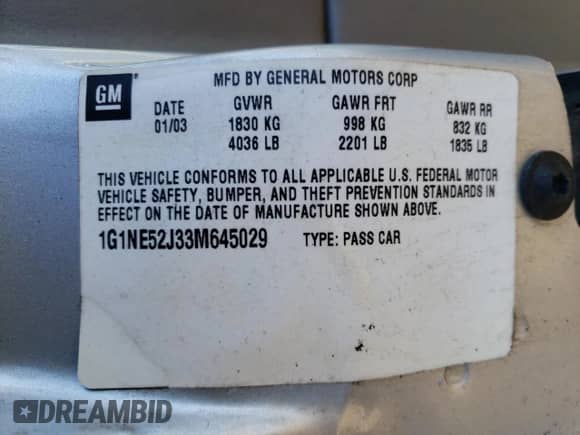 GM
MFD BY GENERAL MOTORS CORP
DATE GVWR GAWR FRT GAWR RR
01/03 1830 KG 998 KG 832 KG
4036 LB 2201 LB 1835 LB
THIS VEHICLE CONFORMS TO ALL APPLICABLE U.S. FEDERAL MOTOR
VEHICLE SAFETY, BUMPER, AND THEFT PREVENTION STANDARDS IN
EFFECT ON THE DATE OF MANUFACTURE SHOWN ABOVE.
1G1NE52J33M645029 TYPE: PASS CAR
DREAMBID